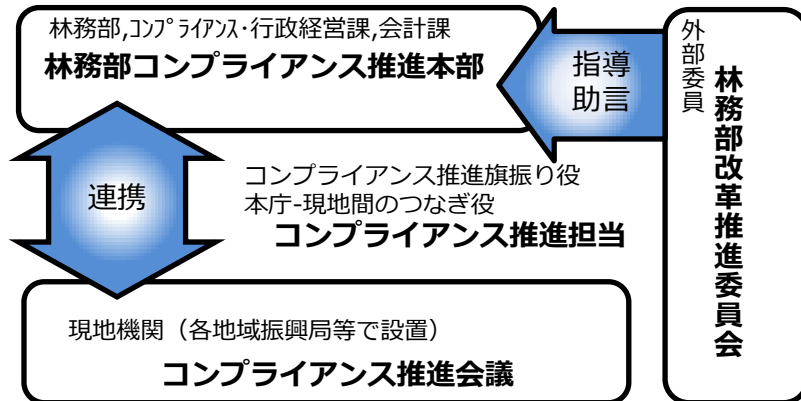 林務部,ｺﾝﾌﾟﾗｲｱﾝｽ･行政経営課,会計課
林務部コンプライアンス推進本部
指導
助言
外部委員
林務部改革推進委員会
連携
コンプライアンス推進旗振り役
本庁-現地間のつなぎ役
コンプライアンス推進担当
現地機関（各地域振興局等で設置）
コンプライアンス推進会議